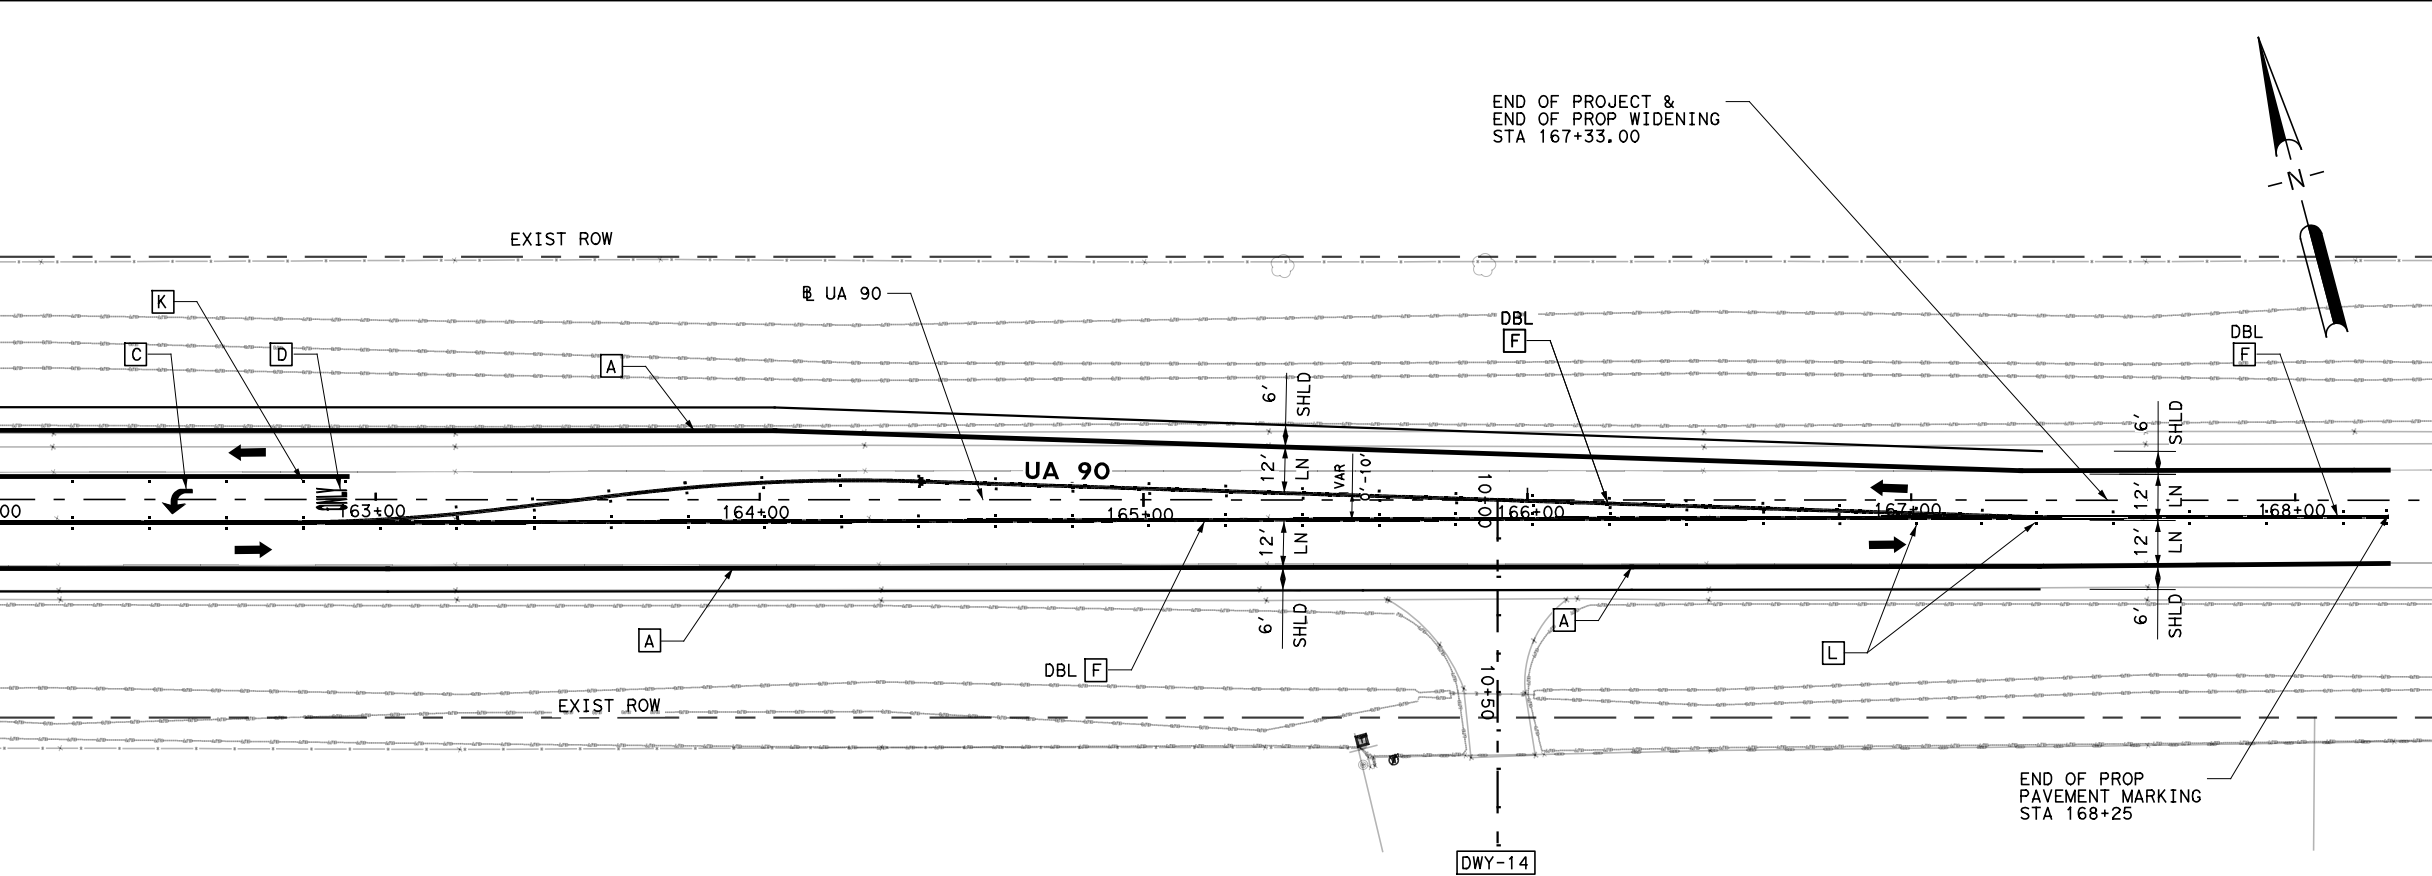 END OF PROJECT &
END OF PROP WIDENING
STA 167+33.00
N
EXIST ROW
K
BL UA 90
DBL
F
DBL
F
C
D
A
6'
SHLD
6'
SHLD
UA 90
12'
LN
VAR
0'-10'
12'
LN
00
163+00
164+00
165+00
10+00
166+00
167+00
168+00
12'
LN
12'
LN
6'
SHLD
6'
SHLD
A
DBL F
A
L
10+50
EXIST ROW
END OF PROP
PAVEMENT MARKING
STA 168+25
DWY-14